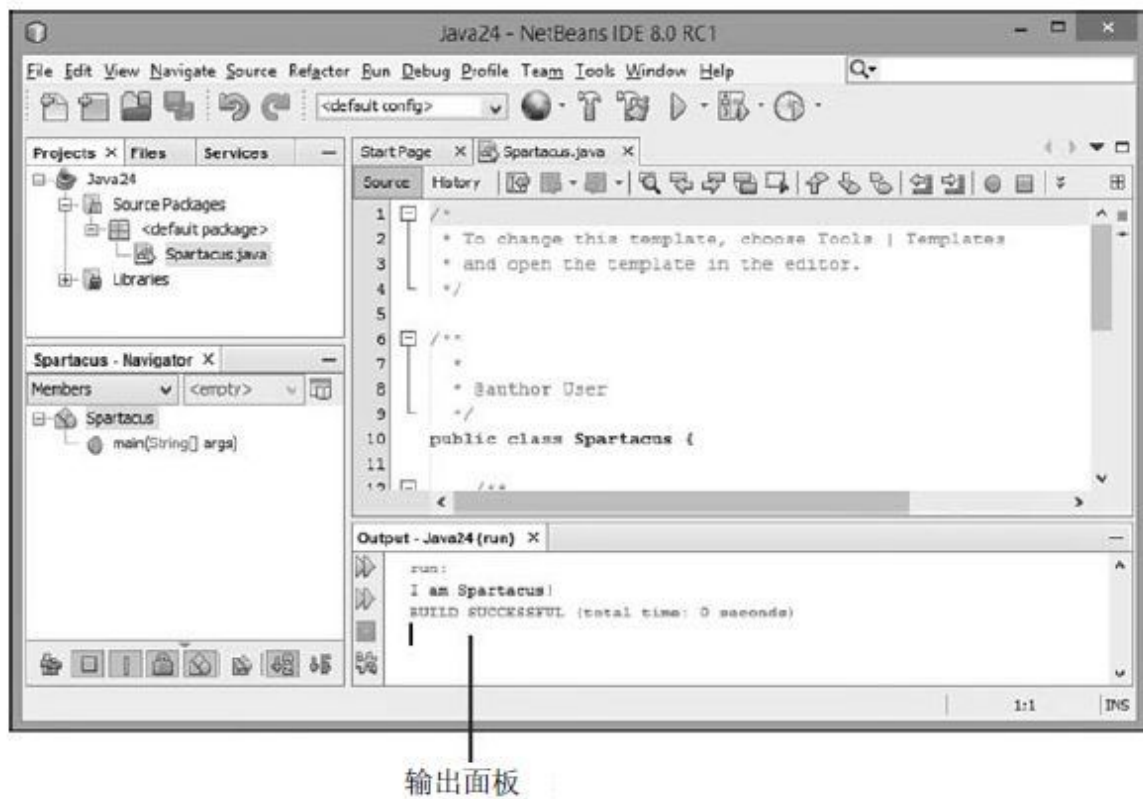 Java24 - NetBeans IDE 8.0 RC1
File Edit View Navigate Source Refactor Run Debug Profile Team Tools Window Help
<default config>
Projects × Files Services
Java24
Source Packages
<default package>
Spartacus.java
Libraries
Spartacus - Navigator ×
Members <empty>
Spartacus
main(String[] args)
Start Page × Spartacus.java ×
Source History
1 /*
2 * To change this template, choose Tools | Templates
3 * and open the template in the editor.
4 */
5
6 /**
7 *
8 * @author User
9 */
10 public class Spartacus {
11
12 /**
Output - Java24 (run) ×
run:
I am Spartacus!
BUILD SUCCESSFUL (total time: 0 seconds)
1:1 INS
输出面板